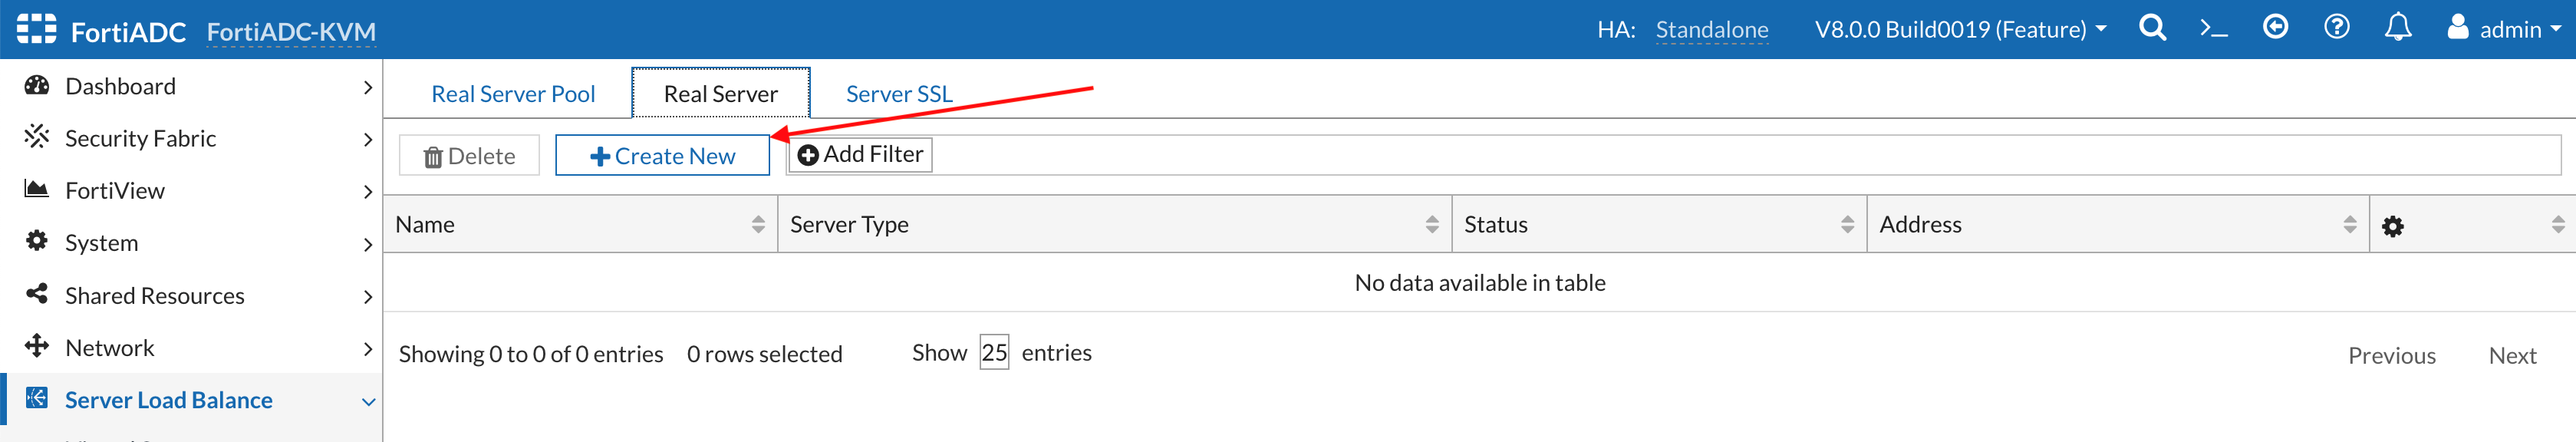 FortiADC FortiADC-KVM HA: Standalone V8.0.0 Build0019 (Feature) admin
Dashboard
Security Fabric
FortiView
System
Shared Resources
Network
Server Load Balance
Real Server Pool Real Server Server SSL
Delete Create New Add Filter
Name Server Type Status Address
No data available in table
Showing 0 to 0 of 0 entries 0 rows selected Show 25 entries Previous Next